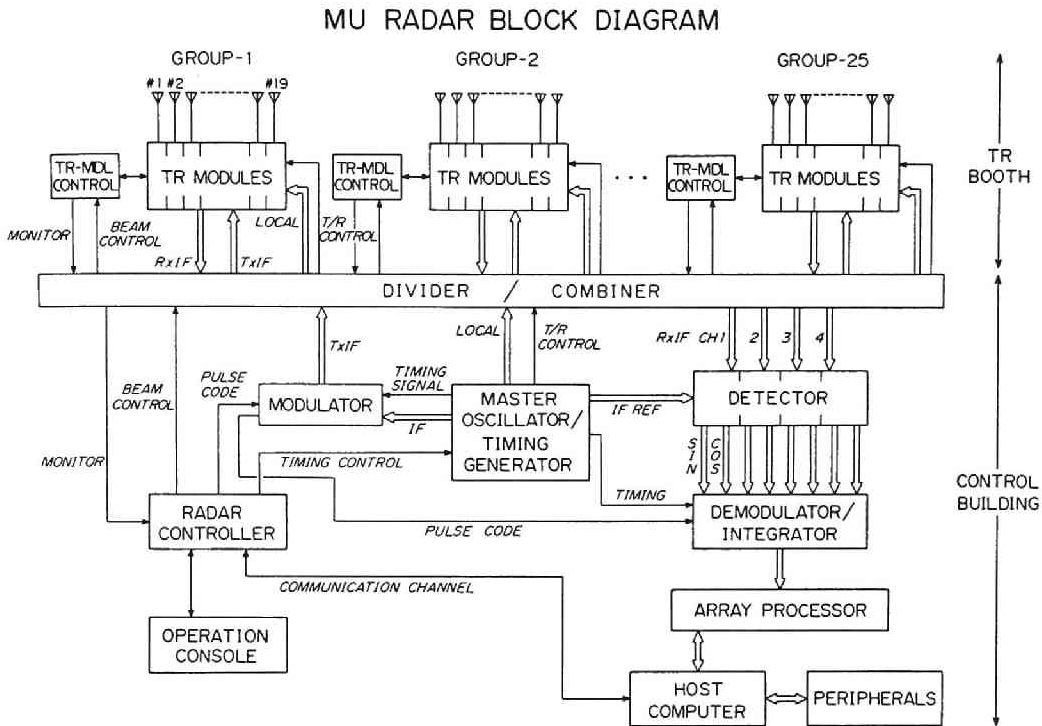 MU RADAR BLOCK DIAGRAM
GROUP-1
GROUP-2
GROUP-25
#1 #2 #19
TR-MDL
CONTROL
TR MODULES
TR-MDL
CONTROL
TR MODULES
. . .
TR-MDL
CONTROL
TR MODULES
TR
BOOTH
MONITOR
BEAM
CONTROL
RxIF
TxIF
LOCAL
T/R
CONTROL
DIVIDER / COMBINER
TxIF
LOCAL
T/R
CONTROL
RxIF CH1 2 3 4
MONITOR
BEAM
CONTROL
PULSE
CODE
MODULATOR
TIMING
SIGNAL
IF
MASTER
OSCILLATOR/
TIMING
GENERATOR
IF REF
DETECTOR
SIN
COS
TIMING CONTROL
TIMING
CONTROL
BUILDING
RADAR
CONTROLLER
PULSE CODE
DEMODULATOR/
INTEGRATOR
COMMUNICATION CHANNEL
ARRAY PROCESSOR
OPERATION
CONSOLE
HOST
COMPUTER
PERIPHERALS